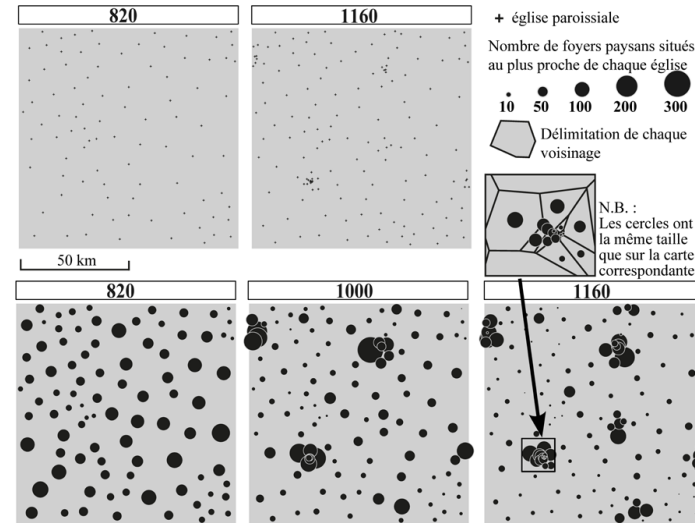 820
1160
+ église paroissiale
Nombre de foyers paysans situés
au plus proche de chaque église
10 50 100 200 300
Délimitation de chaque
voisinage
N.B. :
Les cercles ont
la même taille
que sur la carte
correspondante
50 km
820
1000
1160